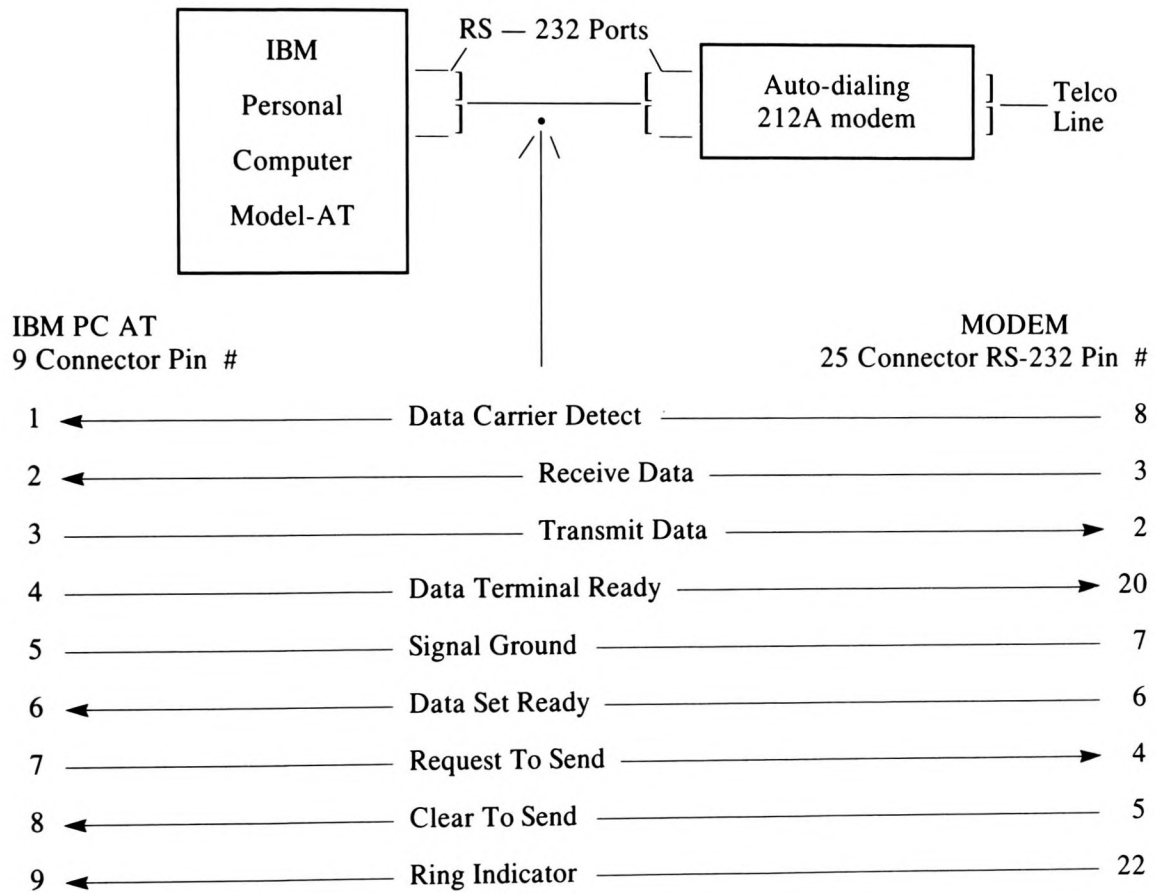 RS — 232 Ports
IBM
Personal
Computer
Model-AT
Auto-dialing
212A modem
Telco
Line
IBM PC AT
9 Connector Pin #
MODEM
25 Connector RS-232 Pin #
1 Data Carrier Detect 8
2 Receive Data 3
3 Transmit Data 2
4 Data Terminal Ready 20
5 Signal Ground 7
6 Data Set Ready 6
7 Request To Send 4
8 Clear To Send 5
9 Ring Indicator 22